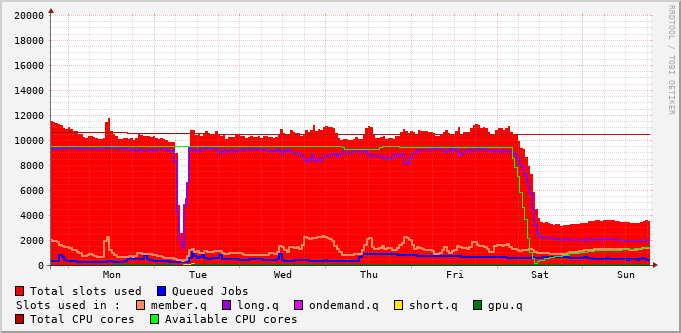 20000
18000
16000
14000
12000
10000
8000
6000
4000
2000
0
Mon Tue Wed Thu Fri Sat Sun
Total slots used Queued Jobs
Slots used in : member.q long.q ondemand.q short.q gpu.q
Total CPU cores Available CPU cores
RRDTOOL / TOBI OETIKER